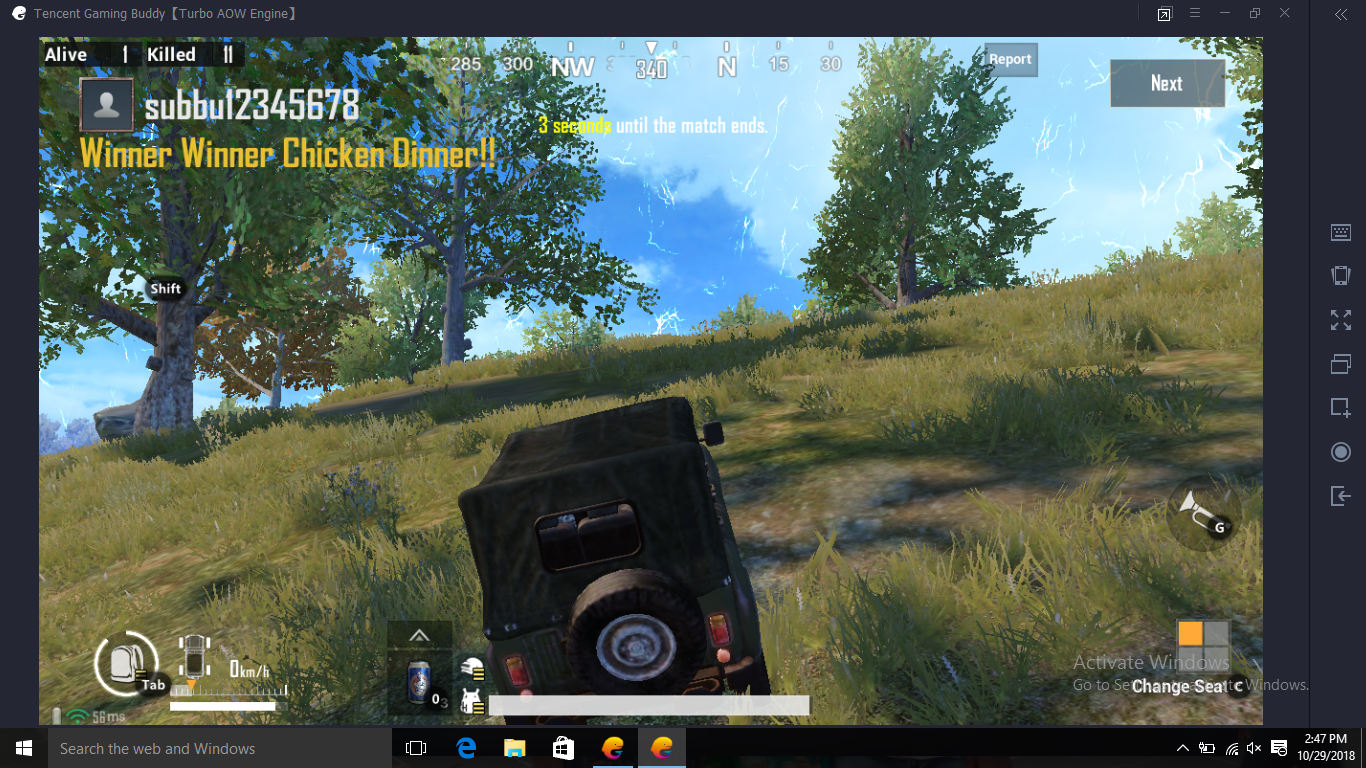 Tencent Gaming Buddy【Turbo AOW Engine】
Alive 1 Killed 11
285 300 NW 340 N 15 30
Report
Next
subbu12345678
3 seconds until the match ends.
Winner Winner Chicken Dinner!!
Shift
G
Tab
0km/h
0
3
Activate Windows
Change Seat C
56ms
Search the web and Windows
2:47 PM
10/29/2018